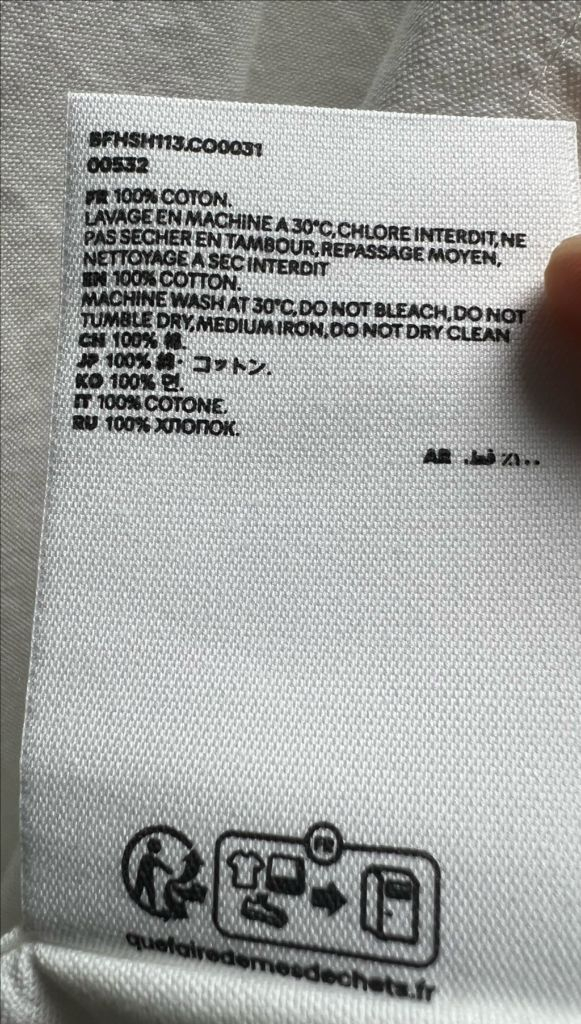 BFHSH113.CO0031
00532
FR 100% COTON.
LAVAGE EN MACHINE A 30°C,CHLORE INTERDIT,NE
PAS SECHER EN TAMBOUR,REPASSAGE MOYEN,
NETTOYAGE A SEC INTERDIT
EN 100% COTTON.
MACHINE WASH AT 30°C,DO NOT BLEACH,DO NOT
TUMBLE DRY,MEDIUM IRON,DO NOT DRY CLEAN
CN 100% 棉.
JP 100% 綿· コットン.
KO 100% 면.
IT 100% COTONE.
RU 100% ХЛОПОК.
AR ١٠٠٪ قطن.
FR
quefairedemesdechets.fr